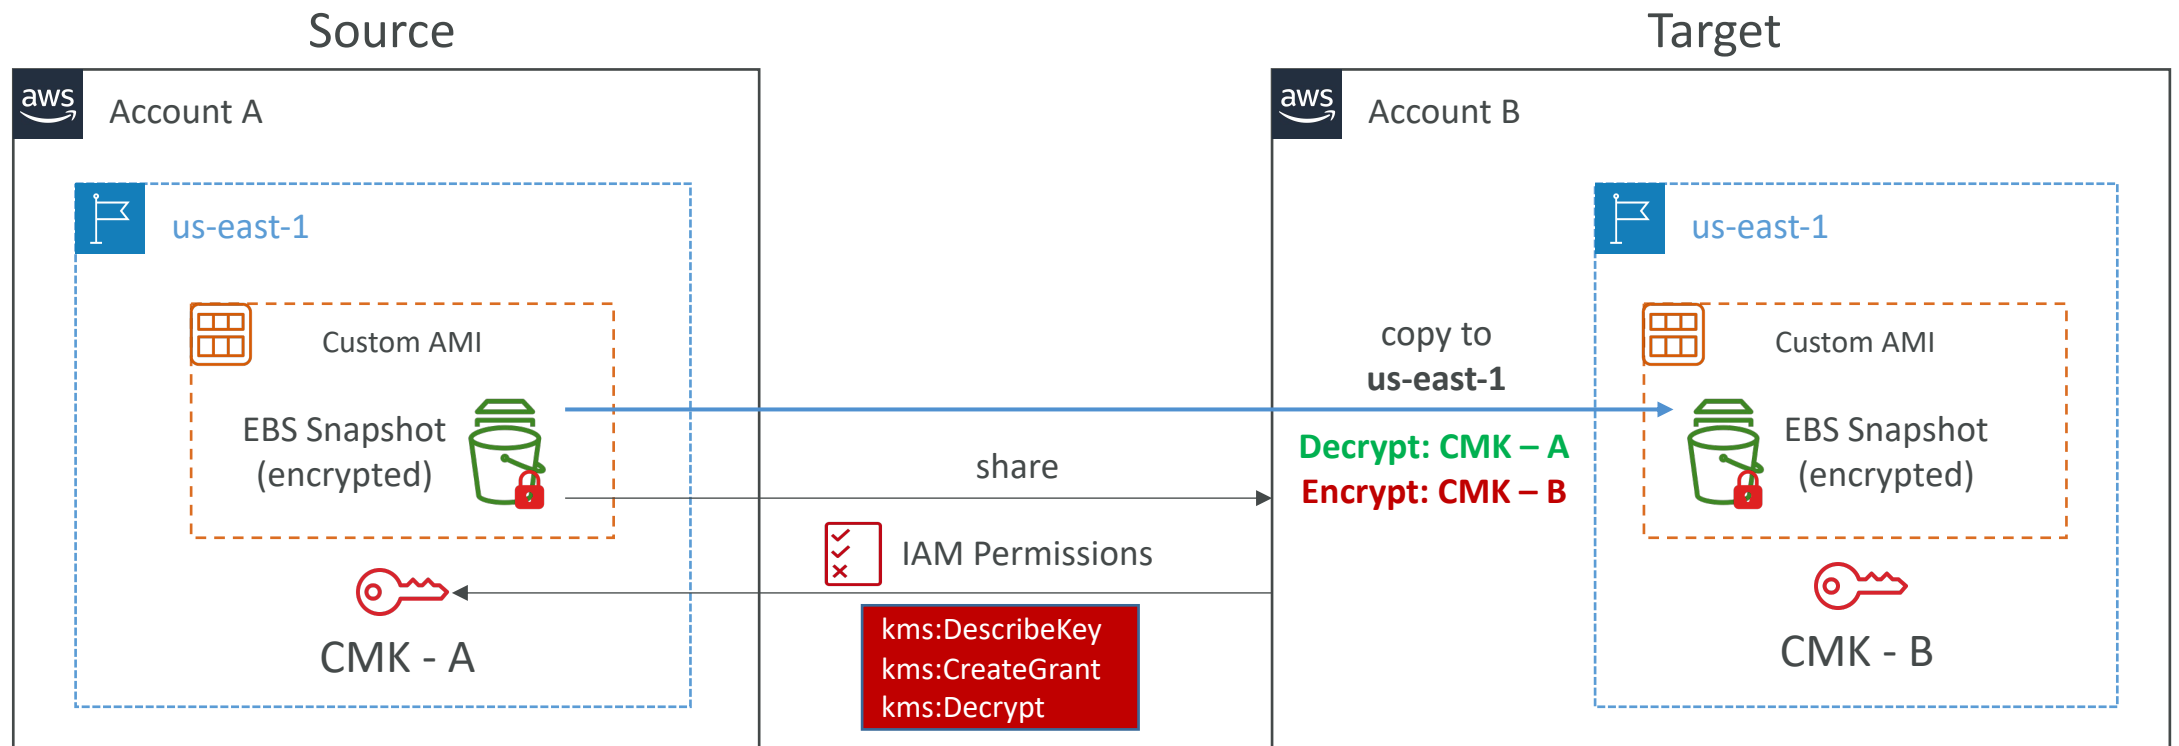 Source
Target
aws
Account A
aws
Account B
us-east-1
us-east-1
Custom AMI
EBS Snapshot
(encrypted)
copy to
us-east-1
Decrypt: CMK – A
Encrypt: CMK – B
Custom AMI
EBS Snapshot
(encrypted)
share
IAM Permissions
kms:DescribeKey
kms:CreateGrant
kms:Decrypt
CMK - A
CMK - B